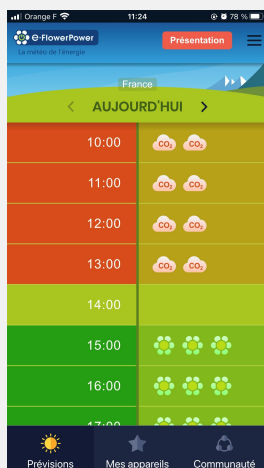 Orange F 11:24 78 %
e-FlowerPower Présentation
La météo de l'énergie
France
AUJOURD'HUI
10:00 CO₂ CO₂
11:00 CO₂ CO₂
12:00 CO₂ CO₂
13:00 CO₂ CO₂
14:00
15:00
16:00
17:00
Prévisions Mes appareils Communauté